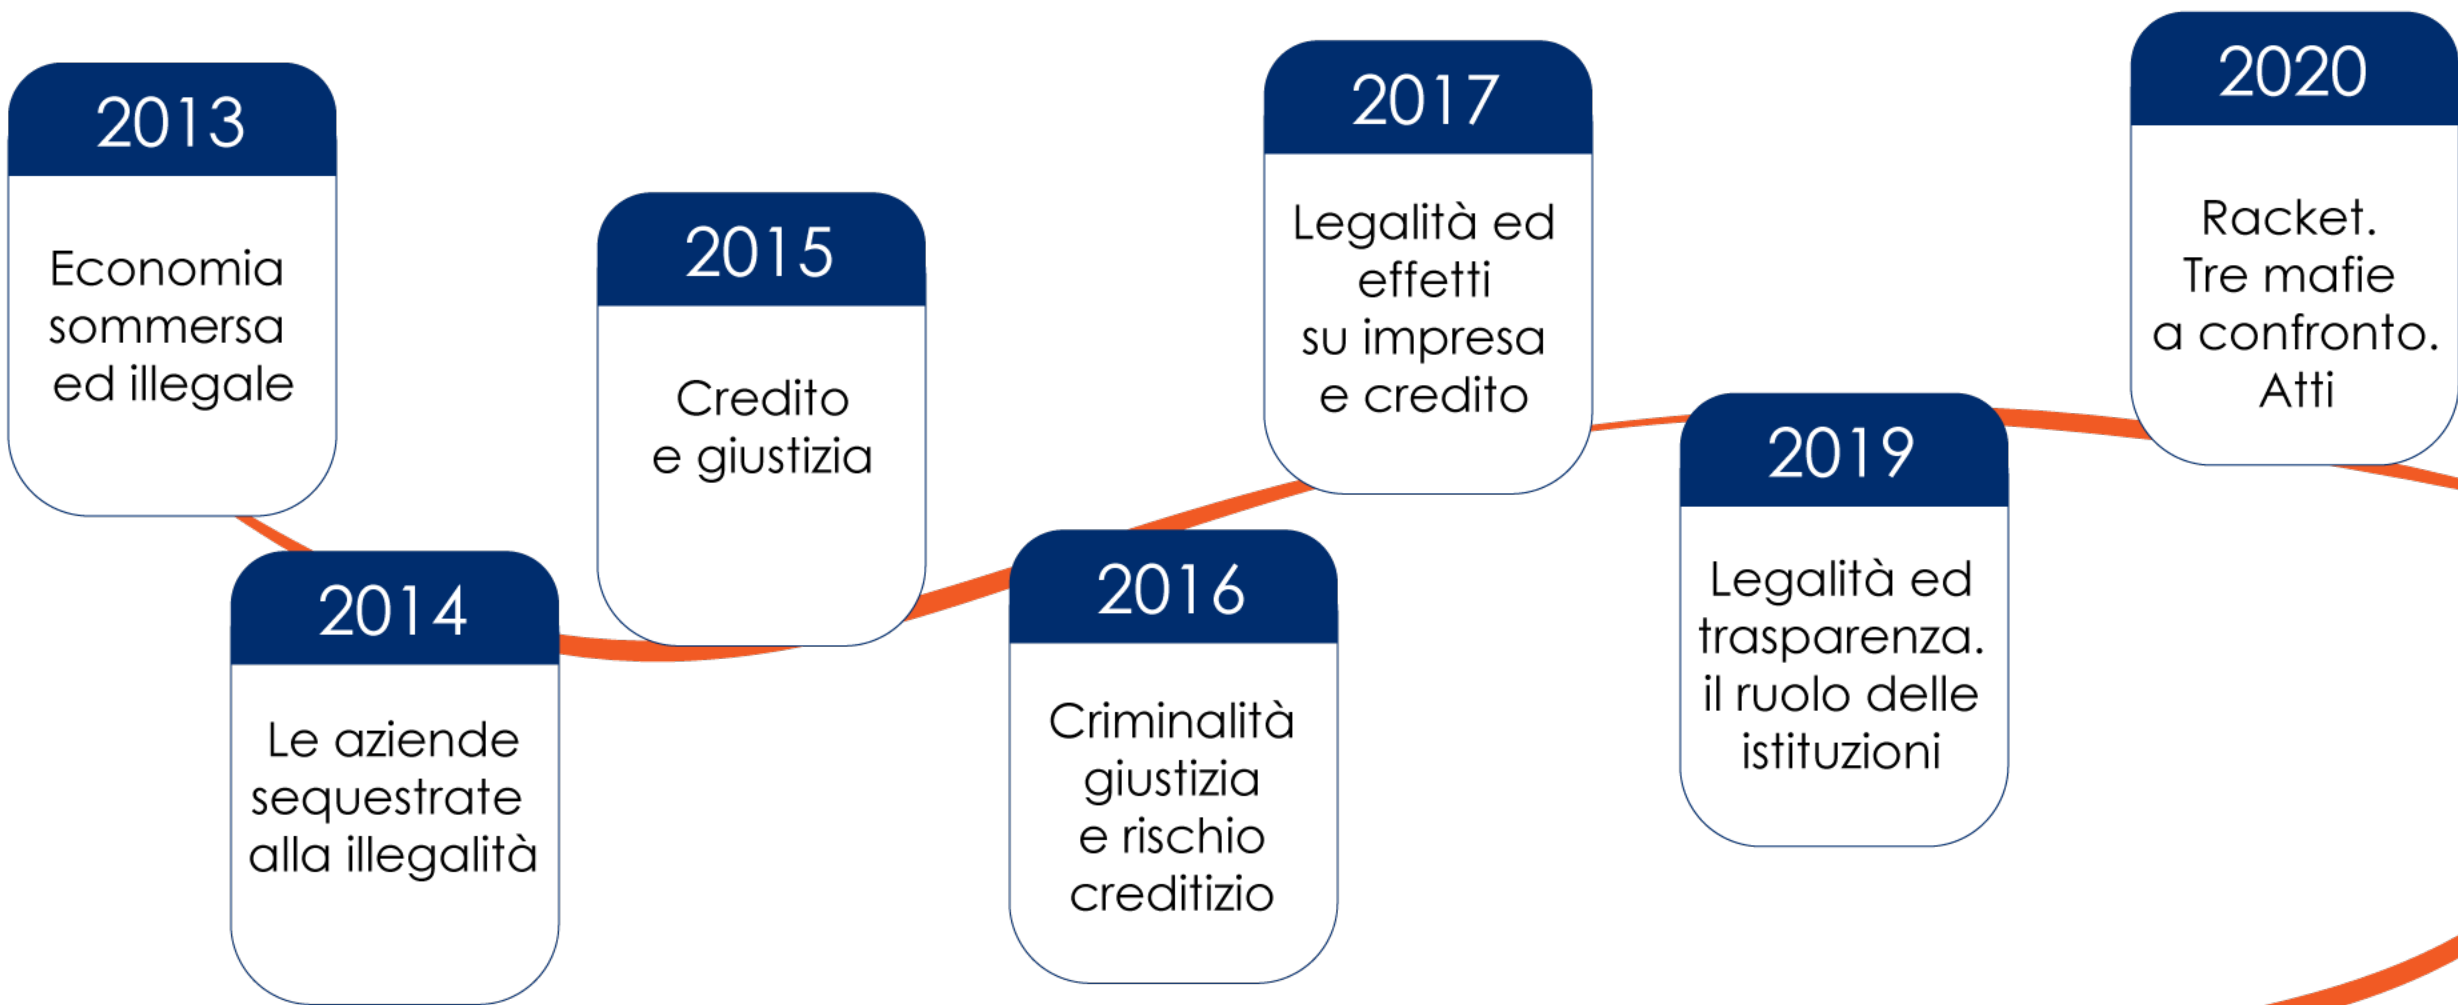 2013
Economia
sommersa
ed illegale
2014
Le aziende
sequestrate
alla illegalità
2015
Credito
e giustizia
2016
Criminalità
giustizia
e rischio
creditizio
2017
Legalità ed
effetti
su impresa
e credito
2019
Legalità ed
trasparenza.
il ruolo delle
istituzioni
2020
Racket.
Tre mafie
a confronto.
Atti